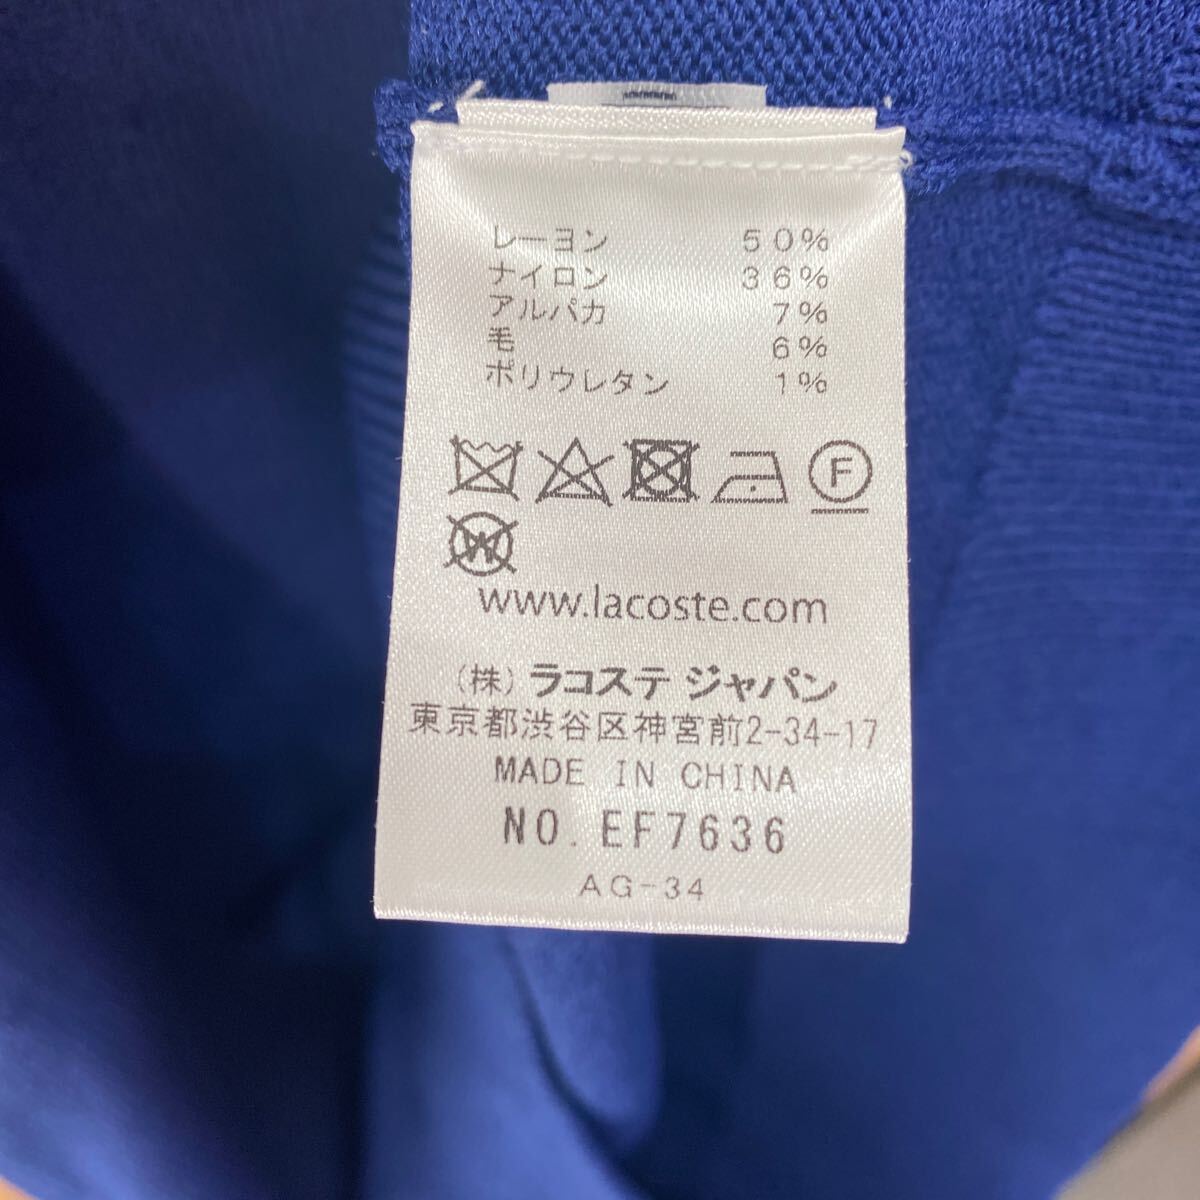 レーヨン 50%
ナイロン 36%
アルパカ 7%
毛 6%
ポリウレタン 1%
F
W
www.lacoste.com
(株) ラコステ ジャパン
東京都渋谷区神宮前2-34-17
MADE IN CHINA
NO. EF7636
AG-34